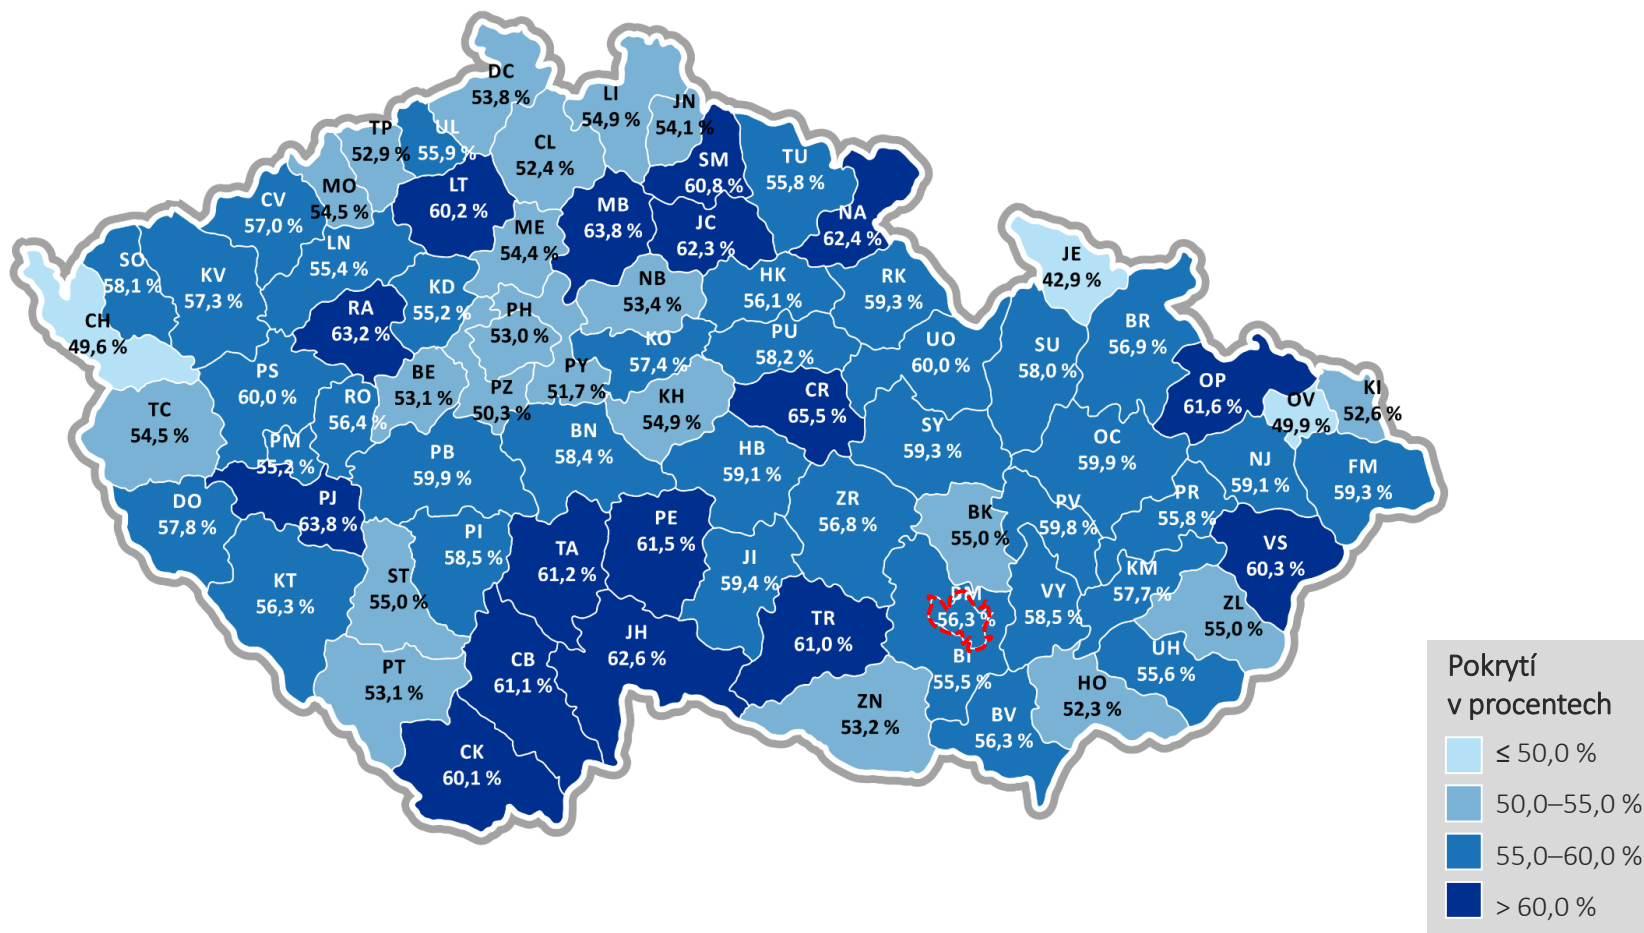 DC
53,8 %
LI
54,9 %
JN
54,1 %
TP
52,9 %
UL
55,9 %
CL
52,4 %
SM
60,8 %
TU
55,8 %
MO
54,5 %
LT
60,2 %
CV
57,0 %
MB
63,8 %
JC
62,3 %
NA
62,4 %
ME
54,4 %
LN
55,4 %
SO
58,1 %
KV
57,3 %
KD
55,2 %
NB
53,4 %
HK
56,1 %
RK
59,3 %
JE
42,9 %
CH
49,6 %
RA
63,2 %
PH
53,0 %
KO
57,4 %
PU
58,2 %
UO
60,0 %
SU
58,0 %
BR
56,9 %
PS
60,0 %
BE
53,1 %
PZ
50,3 %
PY
51,7 %
KH
54,9 %
CR
65,5 %
OP
61,6 %
OV
49,9 %
KI
52,6 %
TC
54,5 %
RO
56,4 %
PM
55,2 %
PB
59,9 %
BN
58,4 %
HB
59,1 %
SY
59,3 %
OC
59,9 %
NJ
59,1 %
FM
59,3 %
DO
57,8 %
PJ
63,8 %
PI
58,5 %
TA
61,2 %
PE
61,5 %
JI
59,4 %
ZR
56,8 %
BK
55,0 %
PV
59,8 %
PR
55,8 %
VS
60,3 %
KT
56,3 %
ST
55,0 %
BM
56,3 %
VY
58,5 %
KM
57,7 %
ZL
55,0 %
PT
53,1 %
CB
61,1 %
JH
62,6 %
TR
61,0 %
BI
55,5 %
UH
55,6 %
HO
52,3 %
ZN
53,2 %
BV
56,3 %
CK
60,1 %
Pokrytí
v procentech
≤ 50,0 %
50,0–55,0 %
55,0–60,0 %
> 60,0 %